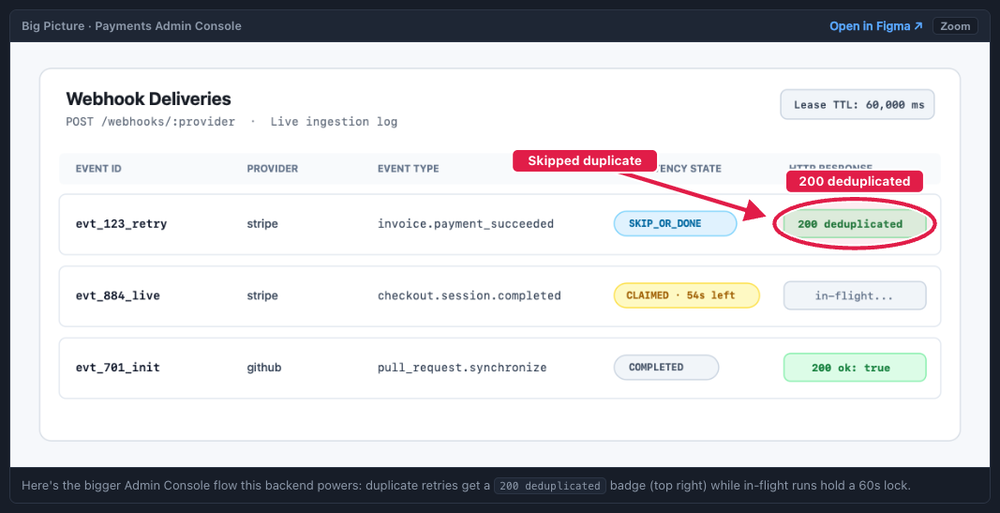 Big Picture · Payments Admin Console
Open in Figma ↗
Zoom
Webhook Deliveries
POST /webhooks/:provider · Live ingestion log
Lease TTL: 60,000 ms
Skipped duplicate
200 deduplicated
EVENT ID PROVIDER EVENT TYPE STATE HTTP RESPONSE
evt_123_retry stripe invoice.payment_succeeded SKIP_OR_DONE 200 deduplicated
evt_884_live stripe checkout.session.completed CLAIMED · 54s left in-flight...
evt_701_init github pull_request.synchronize COMPLETED 200 ok: true
Here's the bigger Admin Console flow this backend powers: duplicate retries get a 200 deduplicated badge (top right) while in-flight runs hold a 60s lock.